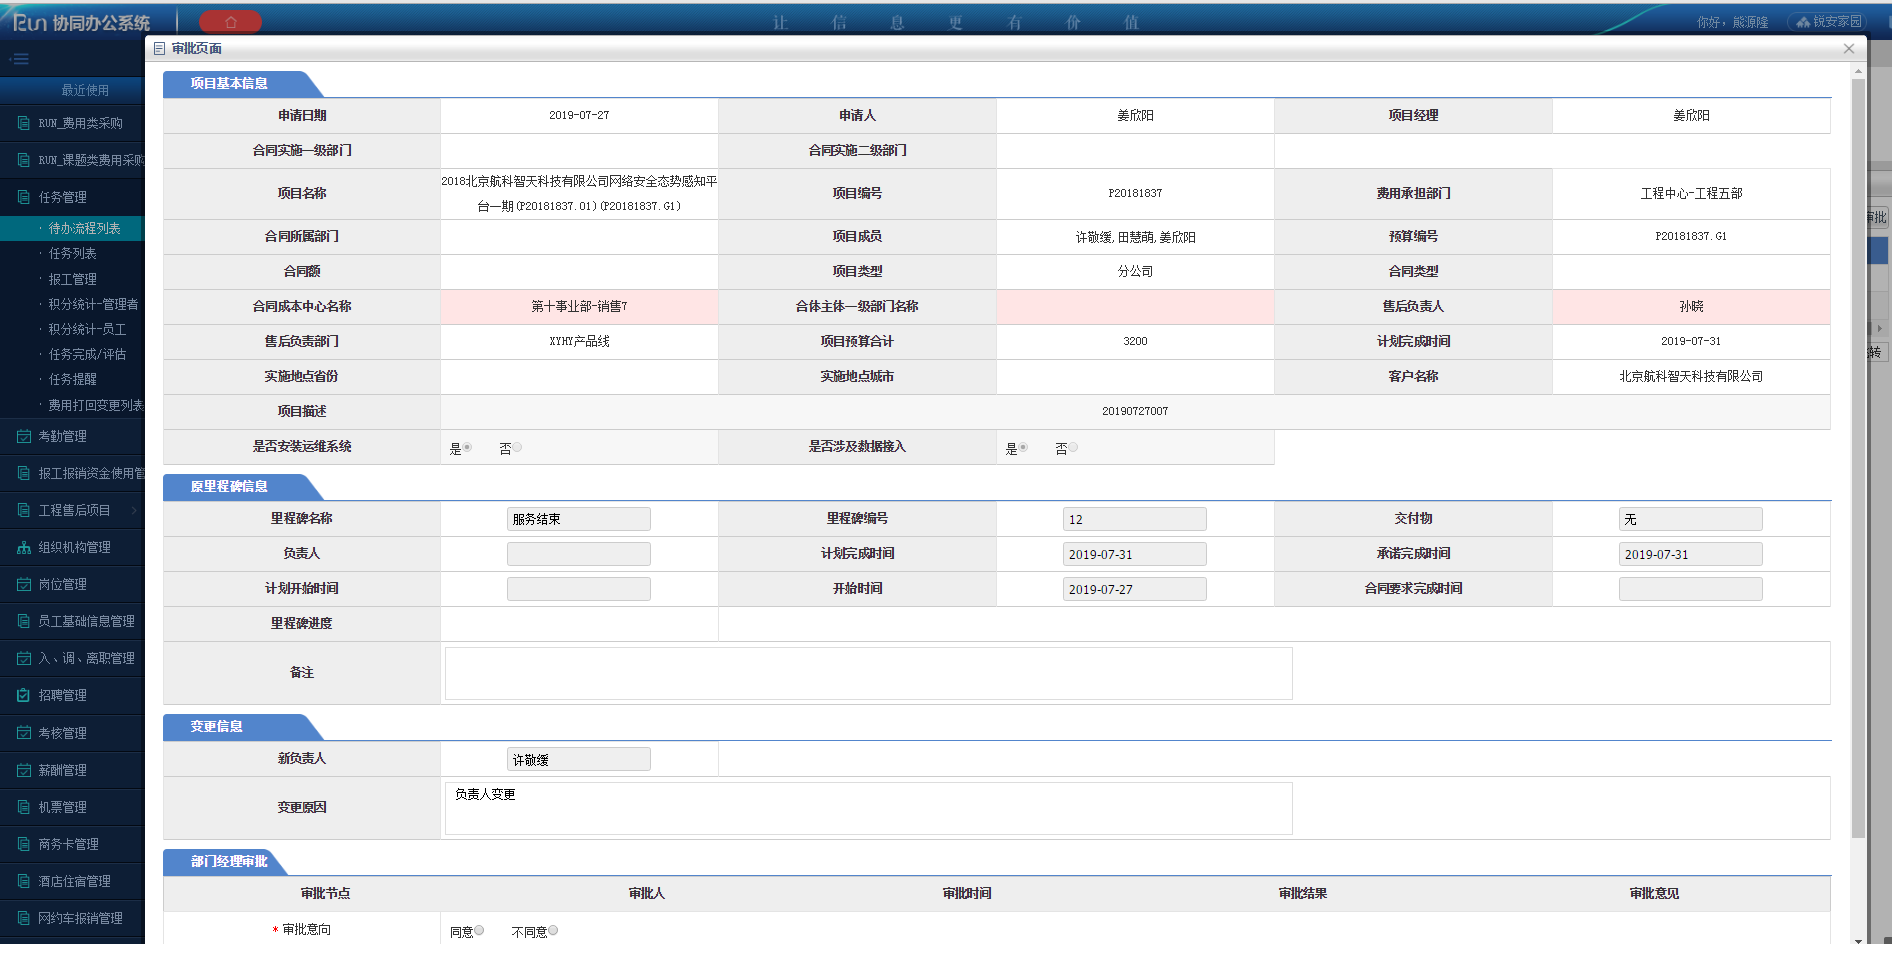 Run 协同办公系统
让 信 息 更 有 价 值
你好，熊源隆 锐安家园
最近使用
RUN_费用类采购
RUN_课题类费用采购
任务管理
· 待办流程列表
· 任务列表
· 报工管理
· 积分统计-管理者
· 积分统计-员工
· 任务完成/评估
· 任务提醒
· 费用打回变更列表
考勤管理
报工报销资金使用管
工程售后项目
组织机构管理
岗位管理
员工基础信息管理
入、调、离职管理
招聘管理
考核管理
薪酬管理
机票管理
商务卡管理
酒店住宿管理
网约车报销管理
审批页面
项目基本信息
申请日期 2019-07-27 申请人 姜欣阳 项目经理 姜欣阳
合同实施一级部门 合同实施二级部门
项目名称 2018北京航科智天科技有限公司网络安全态势感知平
台一期(P20181837.01)(P20181837.G1) 项目编号 P20181837 费用承担部门 工程中心-工程五部
合同所属部门 项目成员 许敬缓,田慧萌,姜欣阳 预算编号 P20181837.G1
合同额 项目类型 分公司 合同类型
合同成本中心名称 第十事业部-销售7 合体主体一级部门名称 售后负责人 孙晓
售后负责部门 XYHY产品线 项目预算合计 3200 计划完成时间 2019-07-31
实施地点省份 实施地点城市 客户名称 北京航科智天科技有限公司
项目描述 20190727007
是否安装运维系统 是 否 是否涉及数据接入 是 否
原里程碑信息
里程碑名称 服务结束 里程碑编号 12 交付物 无
负责人 计划完成时间 2019-07-31 承诺完成时间 2019-07-31
计划开始时间 开始时间 2019-07-27 合同要求完成时间
里程碑进度
备注
变更信息
新负责人 许敬缓
变更原因 负责人变更
部门经理审批
审批节点 审批人 审批时间 审批结果 审批意见
* 审批意向 同意 不同意
审批
转